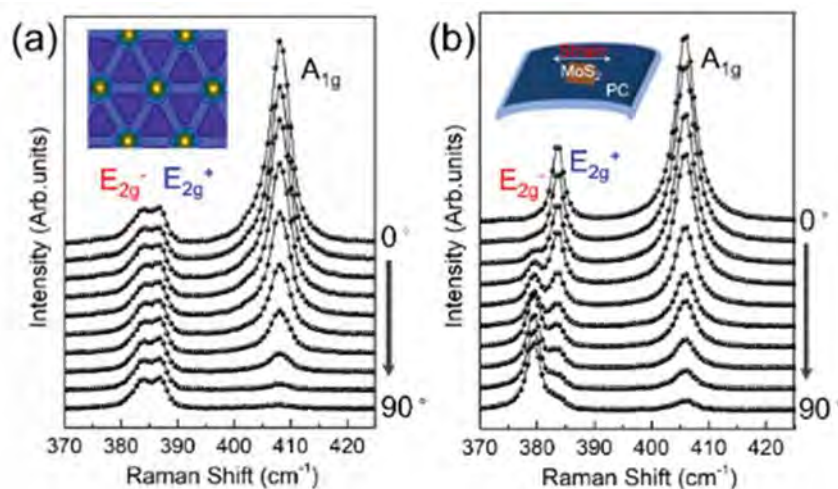 (a)
A1g
E2g- E2g+
0°
90°
Intensity (Arb.units)
370 380 390 400 410 420
Raman Shift (cm-1)
(b)
MoS2
PC
A1g
E2g- E2g+
0°
90°
Intensity (Arb.units)
370 380 390 400 410 420
Raman Shift (cm-1)